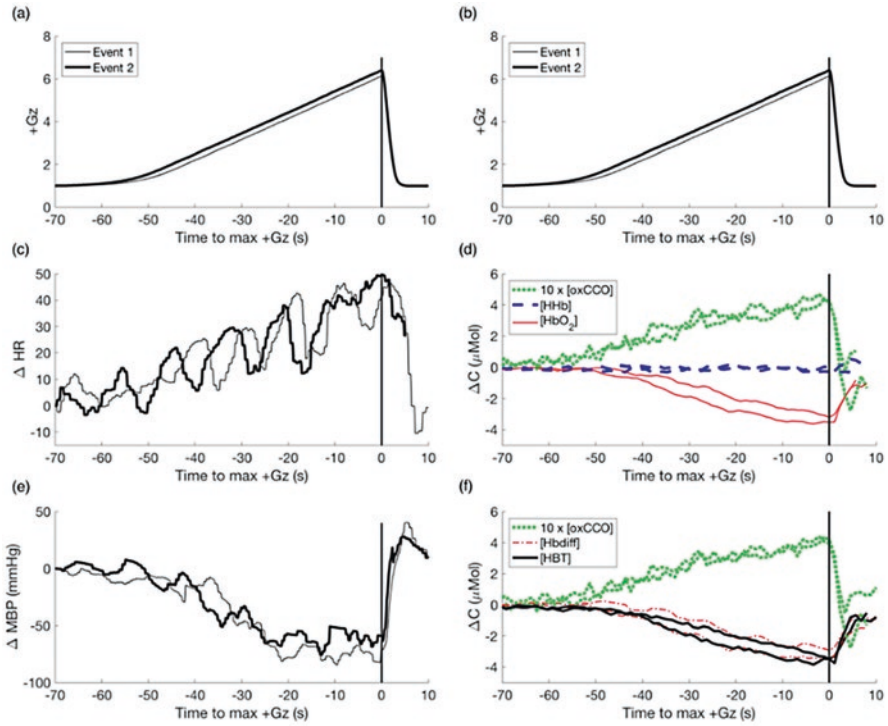 (a)
8
6
4
2
0
+Gz
Event 1
Event 2
-70 -60 -50 -40 -30 -20 -10 0 10
Time to max +Gz (s)
(b)
8
6
4
2
0
+Gz
Event 1
Event 2
-70 -60 -50 -40 -30 -20 -10 0 10
Time to max +Gz (s)
(c)
50
40
30
20
10
0
-10
Δ HR
-70 -60 -50 -40 -30 -20 -10 0 10
Time to max +Gz (s)
(d)
6
4
2
0
-2
-4
ΔC (μMol)
10 x [oxCCO]
[HHb]
[HbO₂]
-70 -60 -50 -40 -30 -20 -10 0 10
Time to max +Gz (s)
(e)
50
0
-50
-100
Δ MBP (mmHg)
-70 -60 -50 -40 -30 -20 -10 0 10
Time to max +Gz (s)
(f)
6
4
2
0
-2
-4
ΔC (μMol)
10 x [oxCCO]
[Hbdiff]
[HBT]
-70 -60 -50 -40 -30 -20 -10 0 10
Time to max +Gz (s)